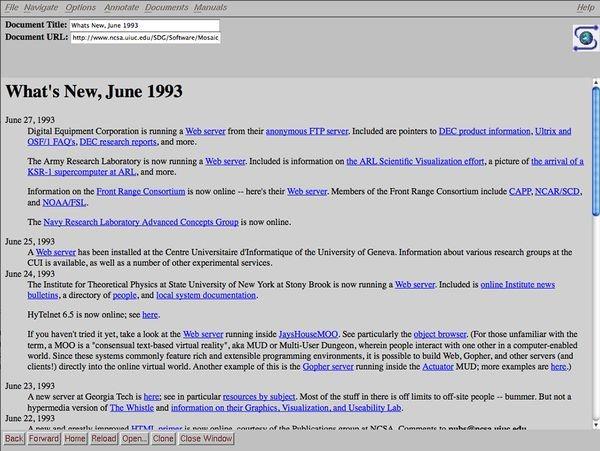 File Navigate Options Annotate Documents Manuals Help
Document Title: Whats New, June 1993
Document URL: http://www.ncsa.uiuc.edu/SDG/Software/Mosaic
What's New, June 1993
June 27, 1993
Digital Equipment Corporation is running a Web server from their anonymous FTP server. Included are pointers to DEC product information, Ultrix and
OSF/1 FAQ's, DEC research reports, and more.
The Army Research Laboratory is now running a Web server. Included is information on the ARL Scientific Visualization effort, a picture of the arrival of a
KSR-1 supercomputer at ARL, and more.
Information on the Front Range Consortium is now online -- here's their Web server. Members of the Front Range Consortium include CAPP, NCAR/SCD,
and NOAA/FSL.
The Navy Research Laboratory Advanced Concepts Group is now online.
June 25, 1993
A Web server has been installed at the Centre Universitaire d'Informatique of the University of Geneva. Information about various research groups at the
CUI is available, as well as a number of other experimental services.
June 24, 1993
The Institute for Theoretical Physics at State University of New York at Stony Brook is now running a Web server. Included is online Institute news
bulletins, a directory of people, and local system documentation.
HyTelnet 6.5 is now online; see here.
If you haven't tried it yet, take a look at the Web server running inside JaysHouseMOO. See particularly the object browser. (For those unfamiliar with the
term, a MOO is a "consensual text-based virtual reality", aka MUD or Multi-User Dungeon, wherein people interact with one other in a computer-enabled
world. Since these systems commonly feature rich and extensible programming environments, it is possible to build Web, Gopher, and other servers (and
clients!) directly into the online virtual world. Another example of this is the Gopher server running inside the Actuator MUD; more examples are here.)
June 23, 1993
A new server at Georgia Tech is here; see in particular resources by subject. Most of the stuff in there is off limits to off-site people -- bummer. But not a
hypermedia version of The Whistle and information on their Graphics, Visualization, and Useability Lab.
June 22, 1993
A new and greatly improved HTML primer is now online, courtesy of the Publications group at NCSA. Comments to pubs@ncsa.uiuc.edu.
Back Forward Home Reload Open... Clone Close Window